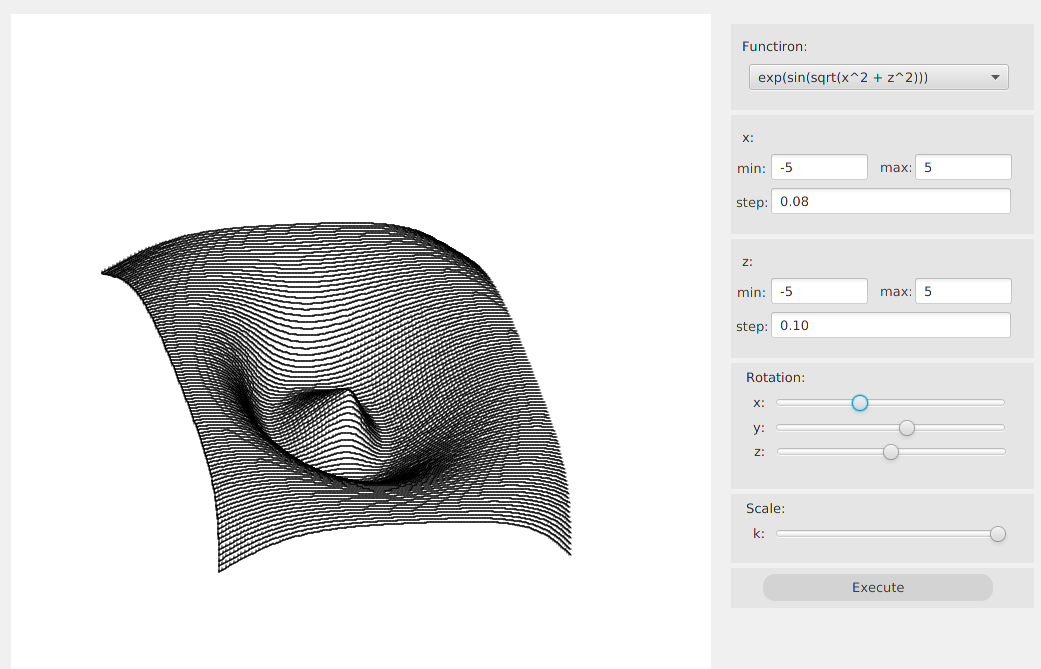 Functiron:
exp(sin(sqrt(x^2 + z^2)))
x:
min: -5 max: 5
step: 0.08
z:
min: -5 max: 5
step: 0.10
Rotation:
x:
y:
z:
Scale:
k:
Execute